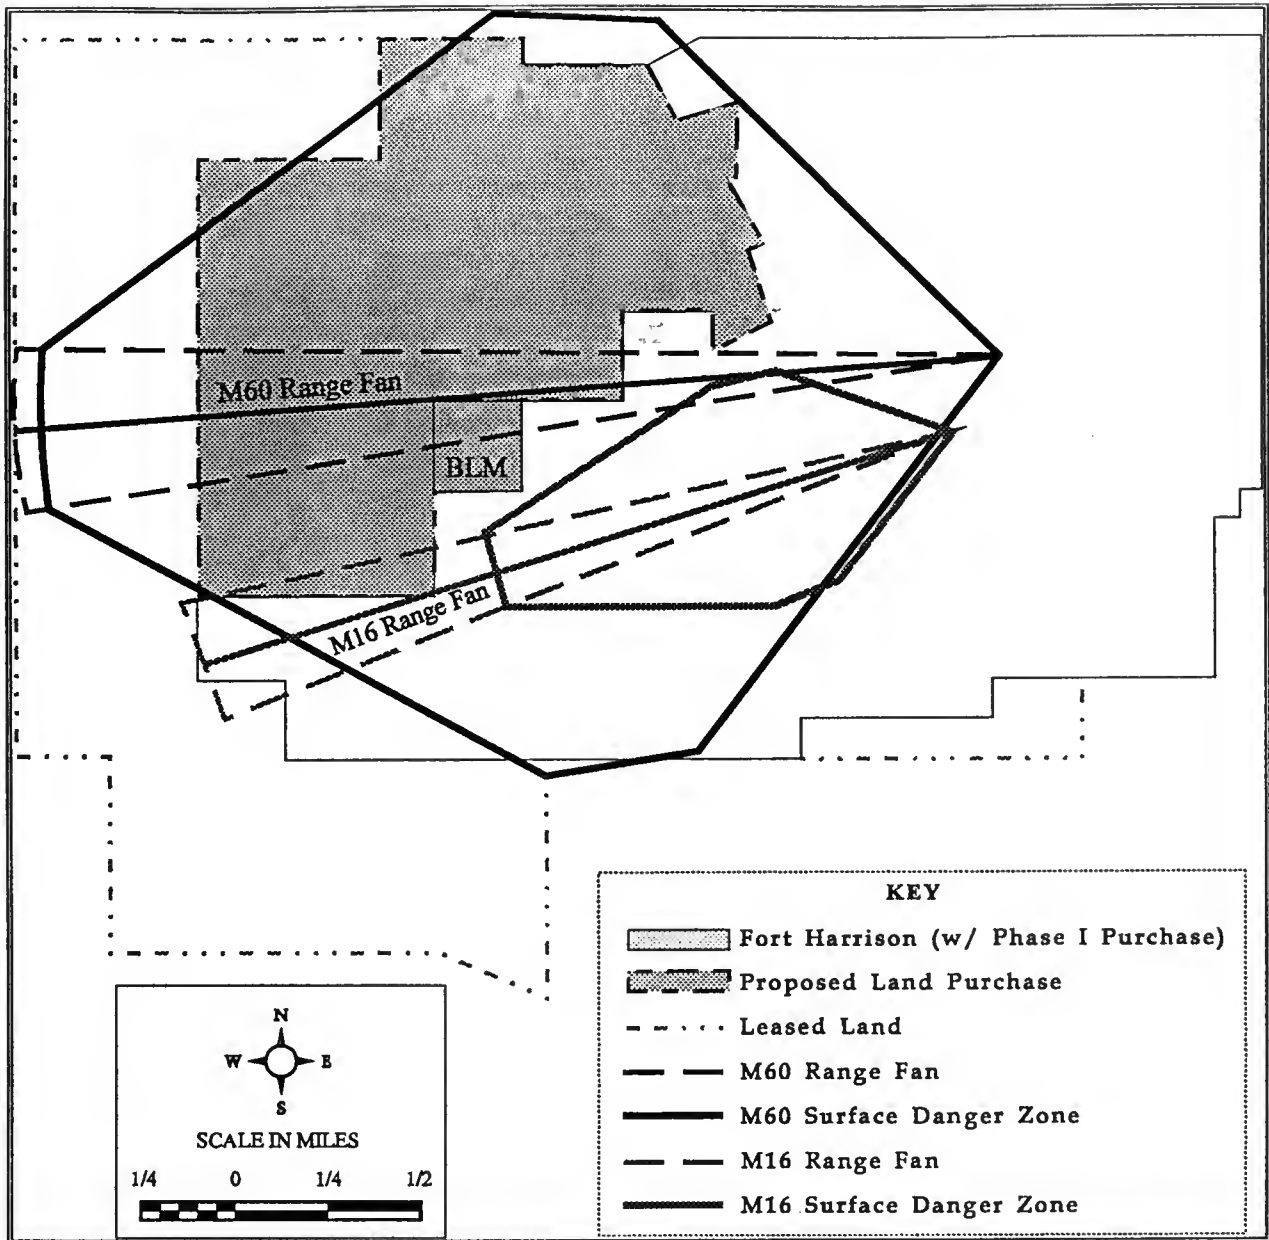 M60 Range Fan
BLM
M16 Range Fan
KEY
Fort Harrison (w/ Phase I Purchase)
Proposed Land Purchase
Leased Land
M60 Range Fan
M60 Surface Danger Zone
M16 Range Fan
M16 Surface Danger Zone
N
W E
S
SCALE IN MILES
1/4 0 1/4 1/2